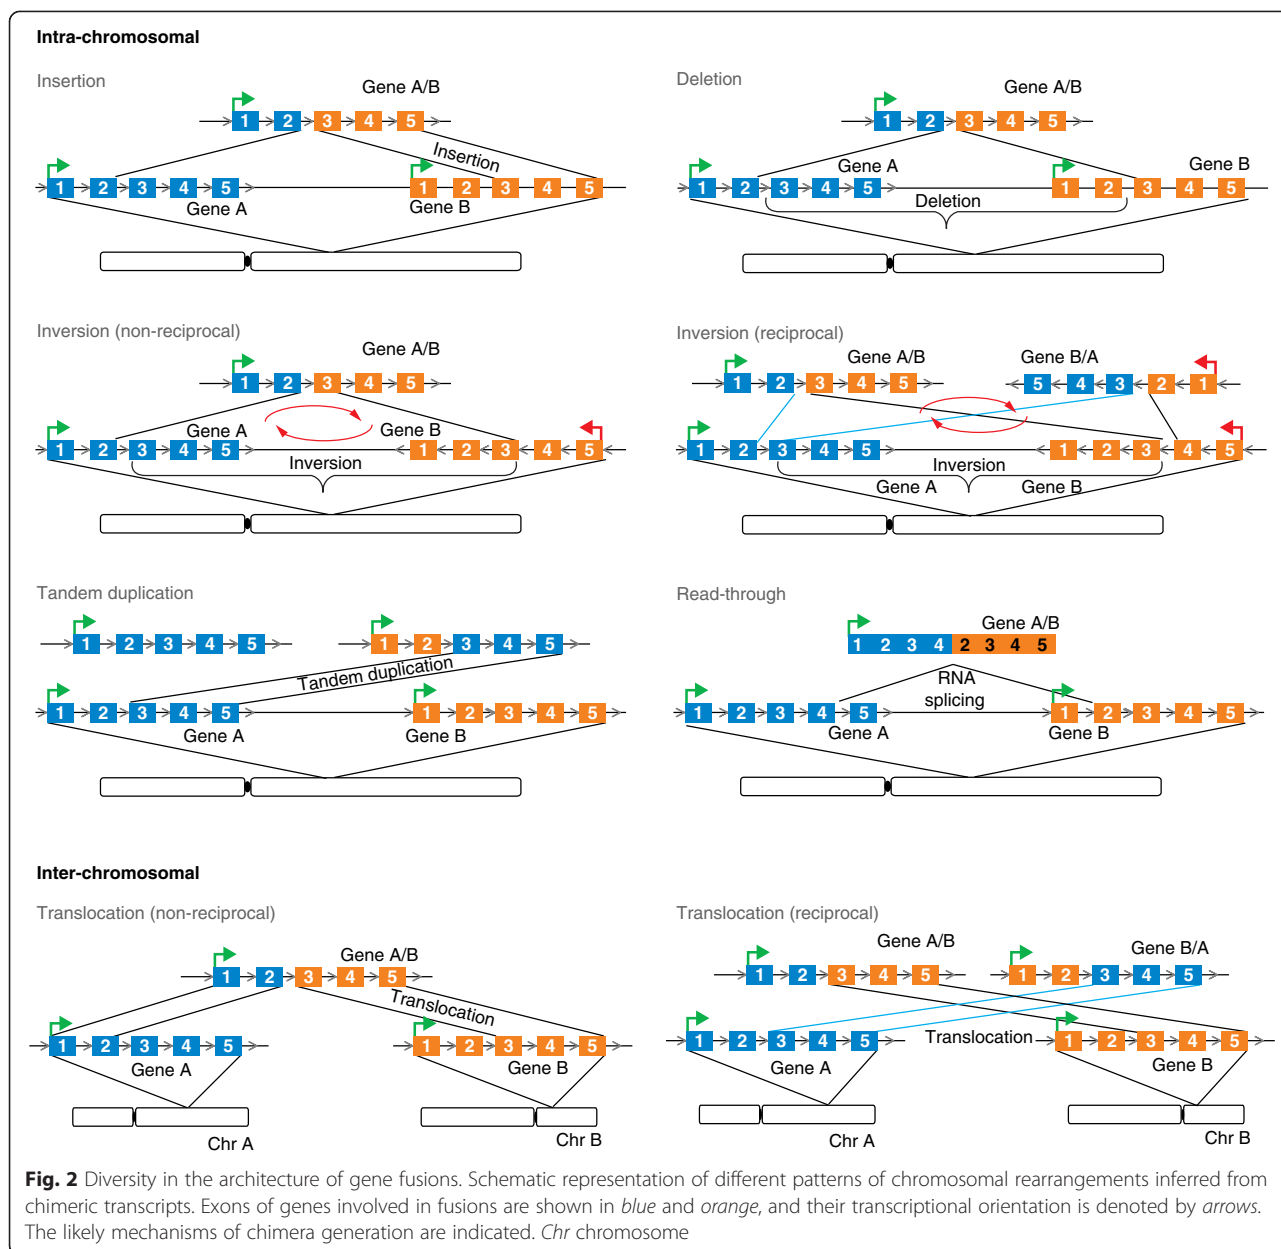 Intra-chromosomal
Insertion
Gene A/B
1 2 3 4 5
Insertion
1 2 3 4 5
1 2 3 4 5
Gene A
Gene B
Deletion
Gene A/B
1 2 3 4 5
Gene A
Gene B
1 2 3 4 5
1 2 3 4 5
Deletion
Inversion (non-reciprocal)
Gene A/B
1 2 3 4 5
Gene A
Gene B
1 2 3 4 5
1 2 3 4 5
Inversion
Inversion (reciprocal)
Gene A/B
Gene B/A
1 2 3 4 5
5 4 3 2 1
1 2 3 4 5
1 2 3 4 5
Inversion
Gene A
Gene B
Tandem duplication
1 2 3 4 5
1 2 3 4 5
Tandem duplication
1 2 3 4 5
1 2 3 4 5
Gene A
Gene B
Read-through
Gene A/B
1 2 3 4 2 3 4 5
RNA
splicing
1 2 3 4 5
1 2 3 4 5
Gene A
Gene B
Inter-chromosomal
Translocation (non-reciprocal)
Gene A/B
1 2 3 4 5
Translocation
1 2 3 4 5
1 2 3 4 5
Gene A
Gene B
Chr A
Chr B
Translocation (reciprocal)
Gene A/B
Gene B/A
1 2 3 4 5
1 2 3 4 5
Translocation
1 2 3 4 5
1 2 3 4 5
Gene A
Gene B
Chr A
Chr B
Fig. 2 Diversity in the architecture of gene fusions. Schematic representation of different patterns of chromosomal rearrangements inferred from
chimeric transcripts. Exons of genes involved in fusions are shown in blue and orange, and their transcriptional orientation is denoted by arrows.
The likely mechanisms of chimera generation are indicated. Chr chromosome